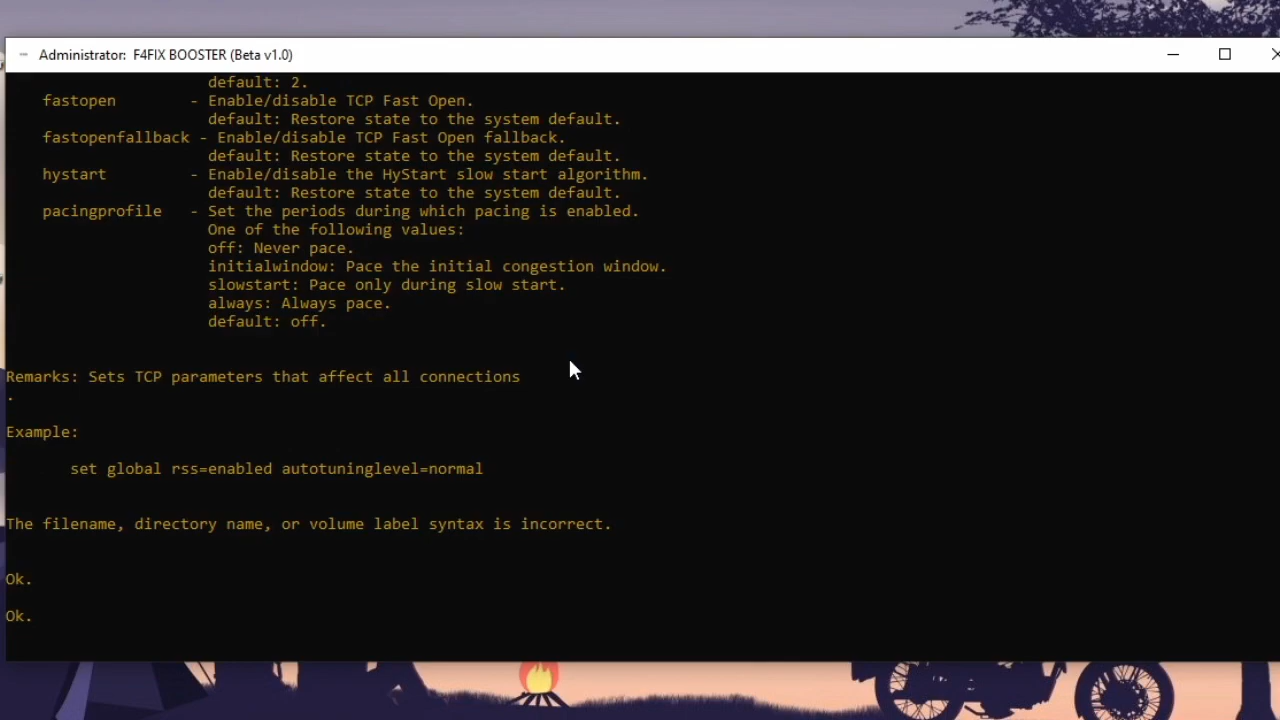 Administrator:  F4FIX BOOSTER (Beta v1.0)
default: 2.
fastopen        - Enable/disable TCP Fast Open.
default: Restore state to the system default.
fastopenfallback - Enable/disable TCP Fast Open fallback.
default: Restore state to the system default.
hystart         - Enable/disable the HyStart slow start algorithm.
default: Restore state to the system default.
pacingprofile   - Set the periods during which pacing is enabled.
One of the following values:
off: Never pace.
initialwindow: Pace the initial congestion window.
slowstart: Pace only during slow start.
always: Always pace.
default: off.
Remarks: Sets TCP parameters that affect all connections
.
Example:
set global rss=enabled autotuninglevel=normal
The filename, directory name, or volume label syntax is incorrect.
Ok.
Ok.